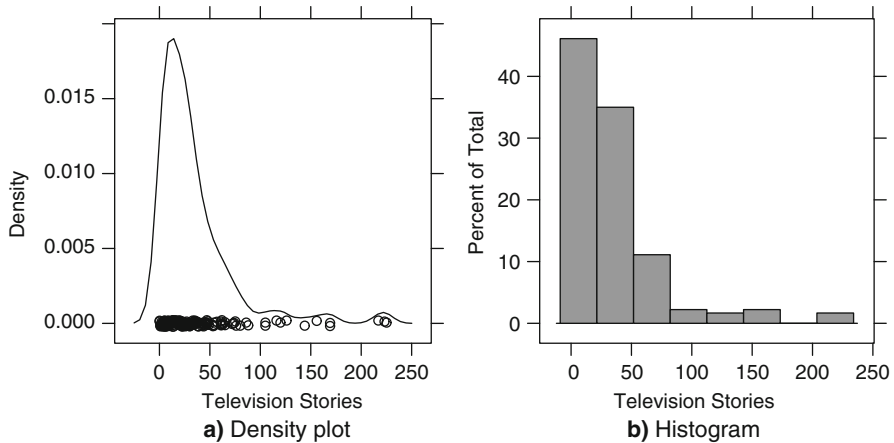 0.015
0.010
0.005
0.000
Density
0 50 100 150 200 250
Television Stories
a) Density plot
40
30
20
10
0
Percent of Total
0 50 100 150 200 250
Television Stories
b) Histogram